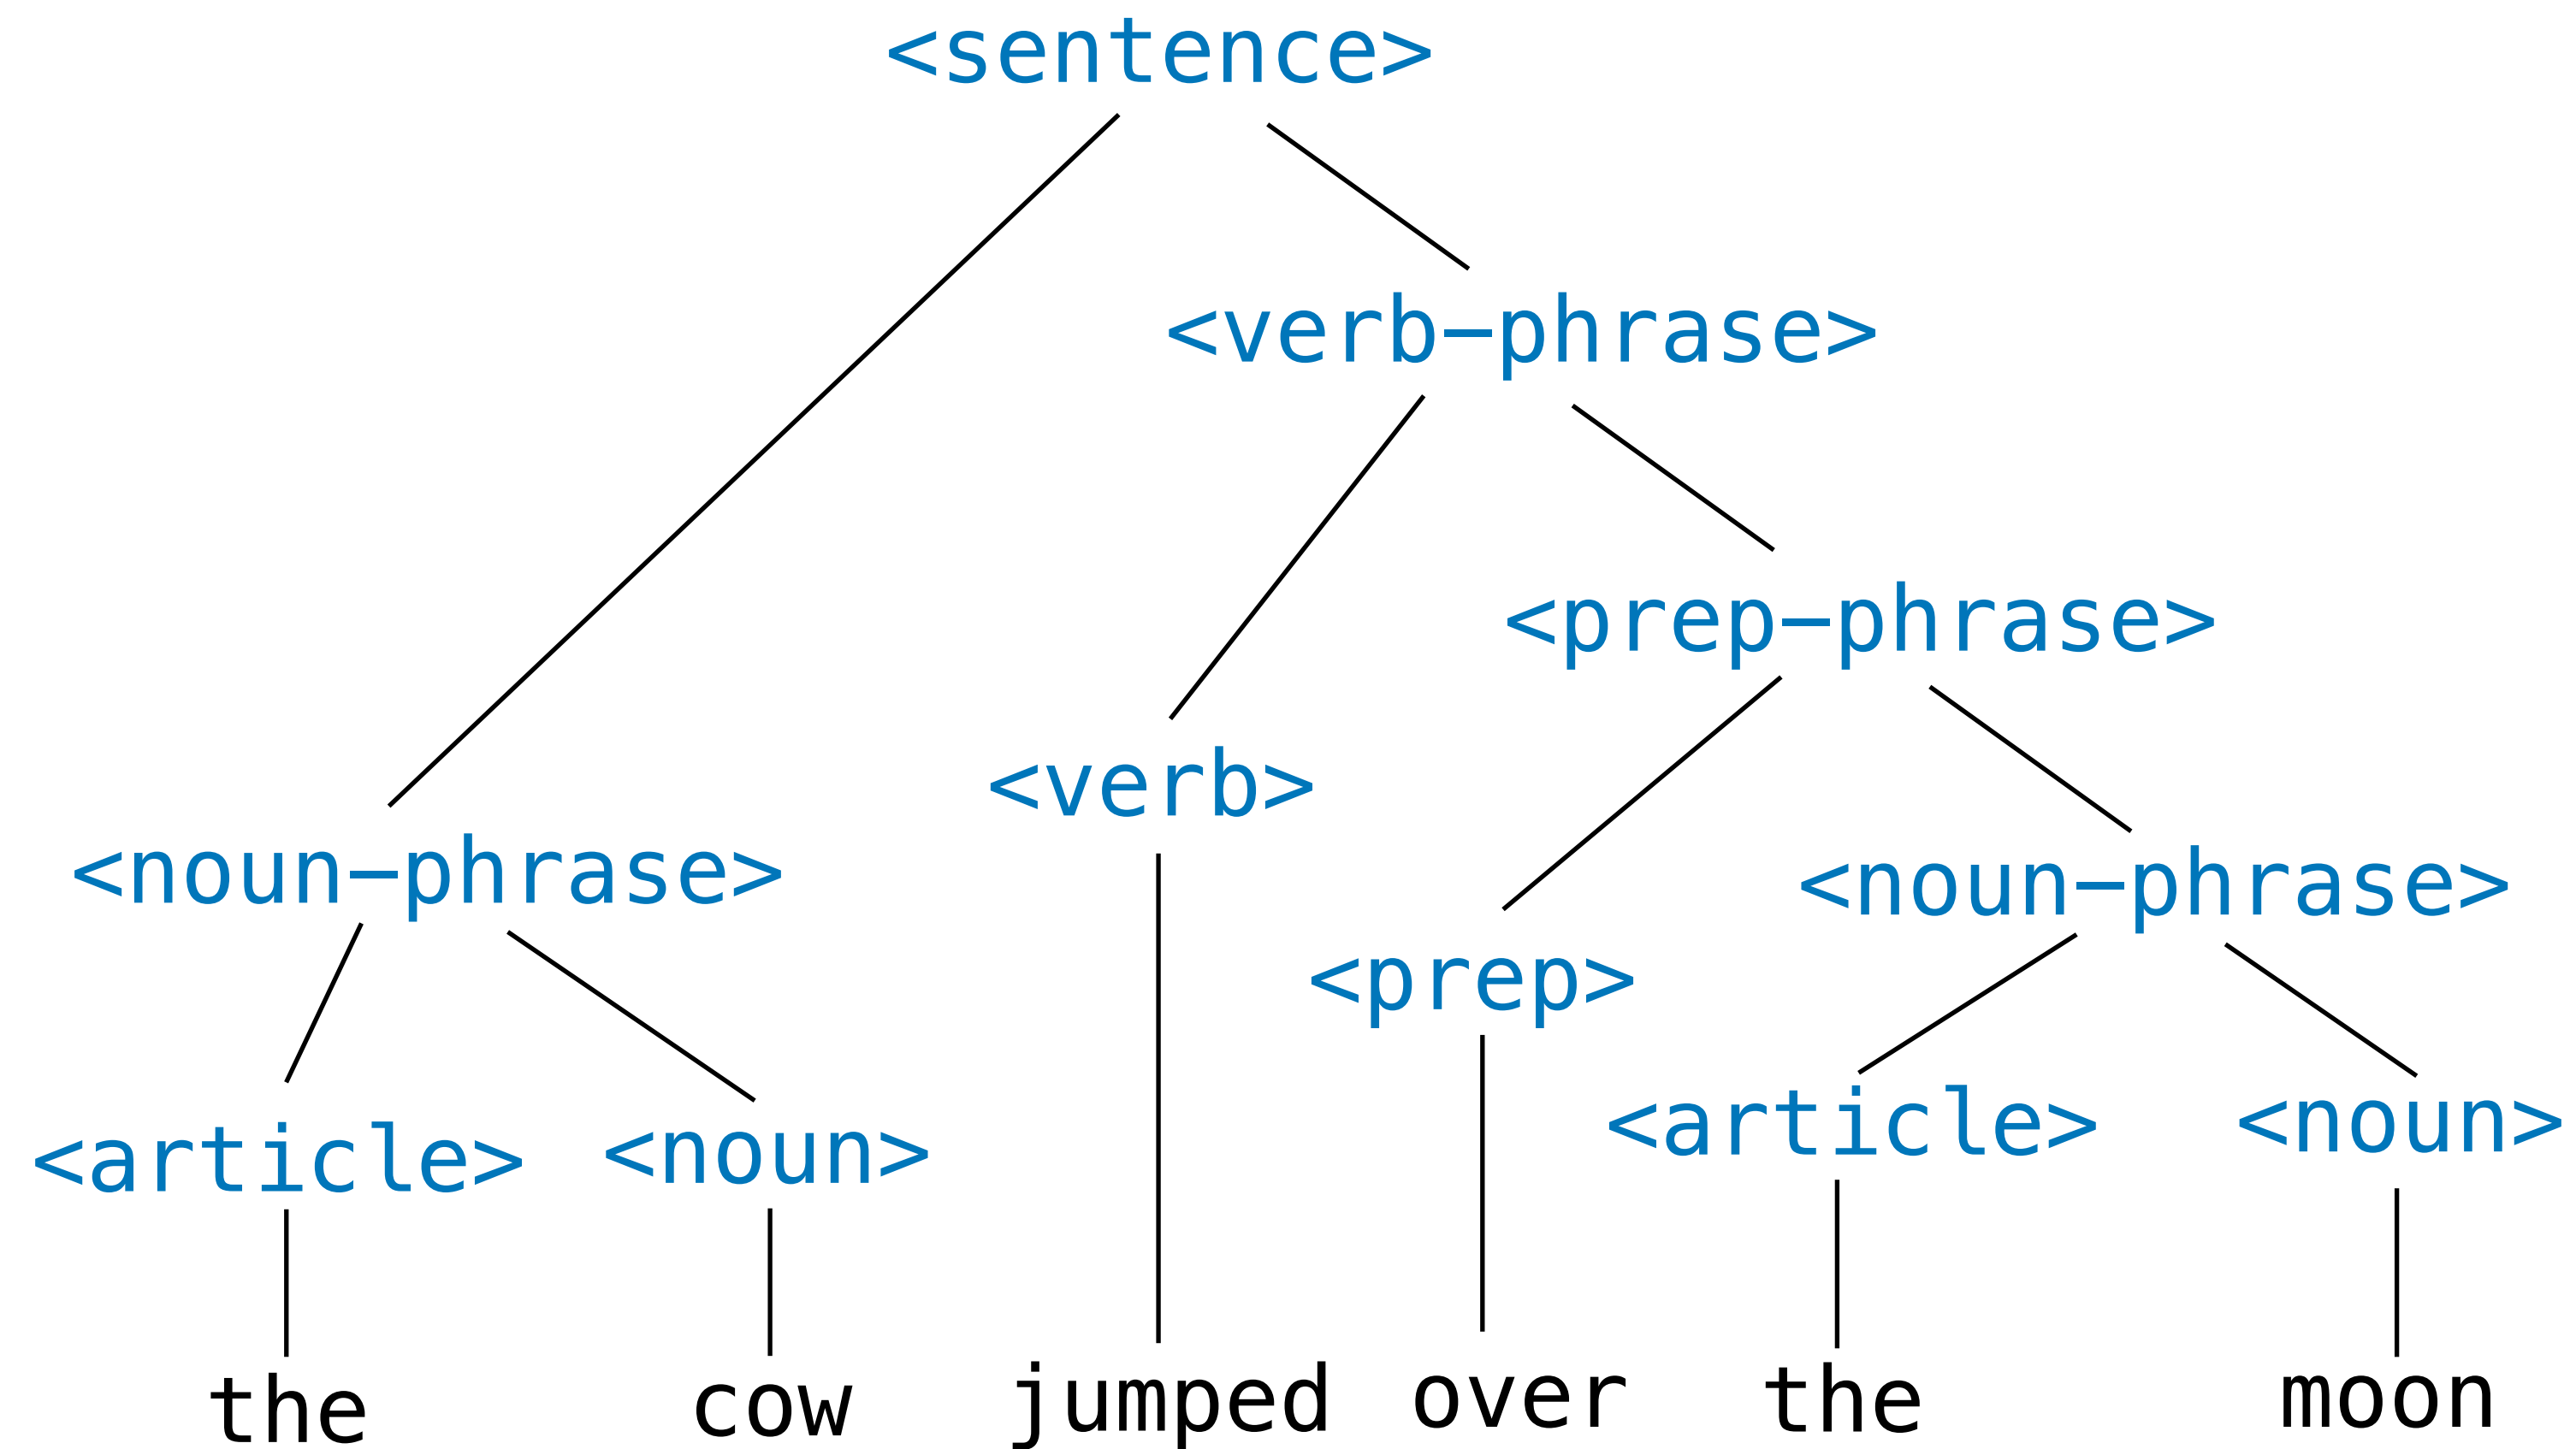 <sentence>
<verb-phrase>
<prep-phrase>
<verb>
<noun-phrase> <noun-phrase>
<prep>
<article> <noun> <article> <noun>
the cow jumped over the moon